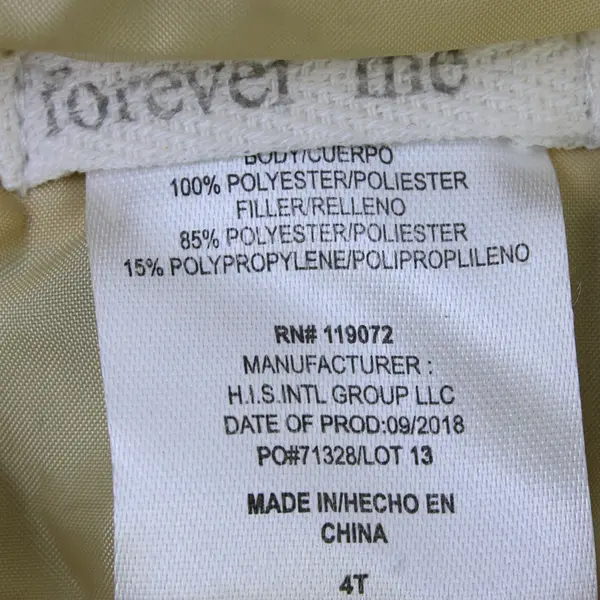 forever me
BODY/CUERPO
100% POLYESTER/POLIESTER
FILLER/RELLENO
85% POLYESTER/POLIESTER
15% POLYPROPYLENE/POLIPROPLILENO
RN# 119072
MANUFACTURER :
H.I.S.INTL GROUP LLC
DATE OF PROD:09/2018
PO#71328/LOT 13
MADE IN/HECHO EN
CHINA
4T